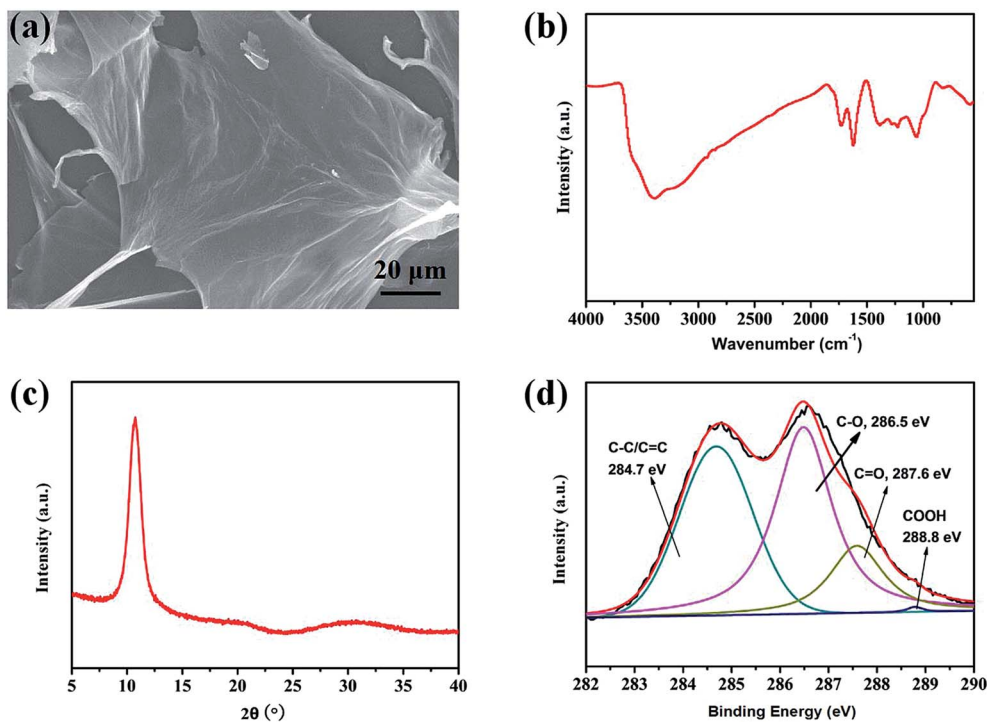 (a)
20 μm
(b)
Intensity (a.u.)
4000 3500 3000 2500 2000 1500 1000
Wavenumber (cm⁻¹)
(c)
Intensity (a.u.)
5 10 15 20 25 30 35 40
2θ (°)
(d)
Intensity (a.u.)
C-C/C=C
284.7 eV
C-O, 286.5 eV
C=O, 287.6 eV
COOH
288.8 eV
282 283 284 285 286 287 288 289 290
Binding Energy (eV)